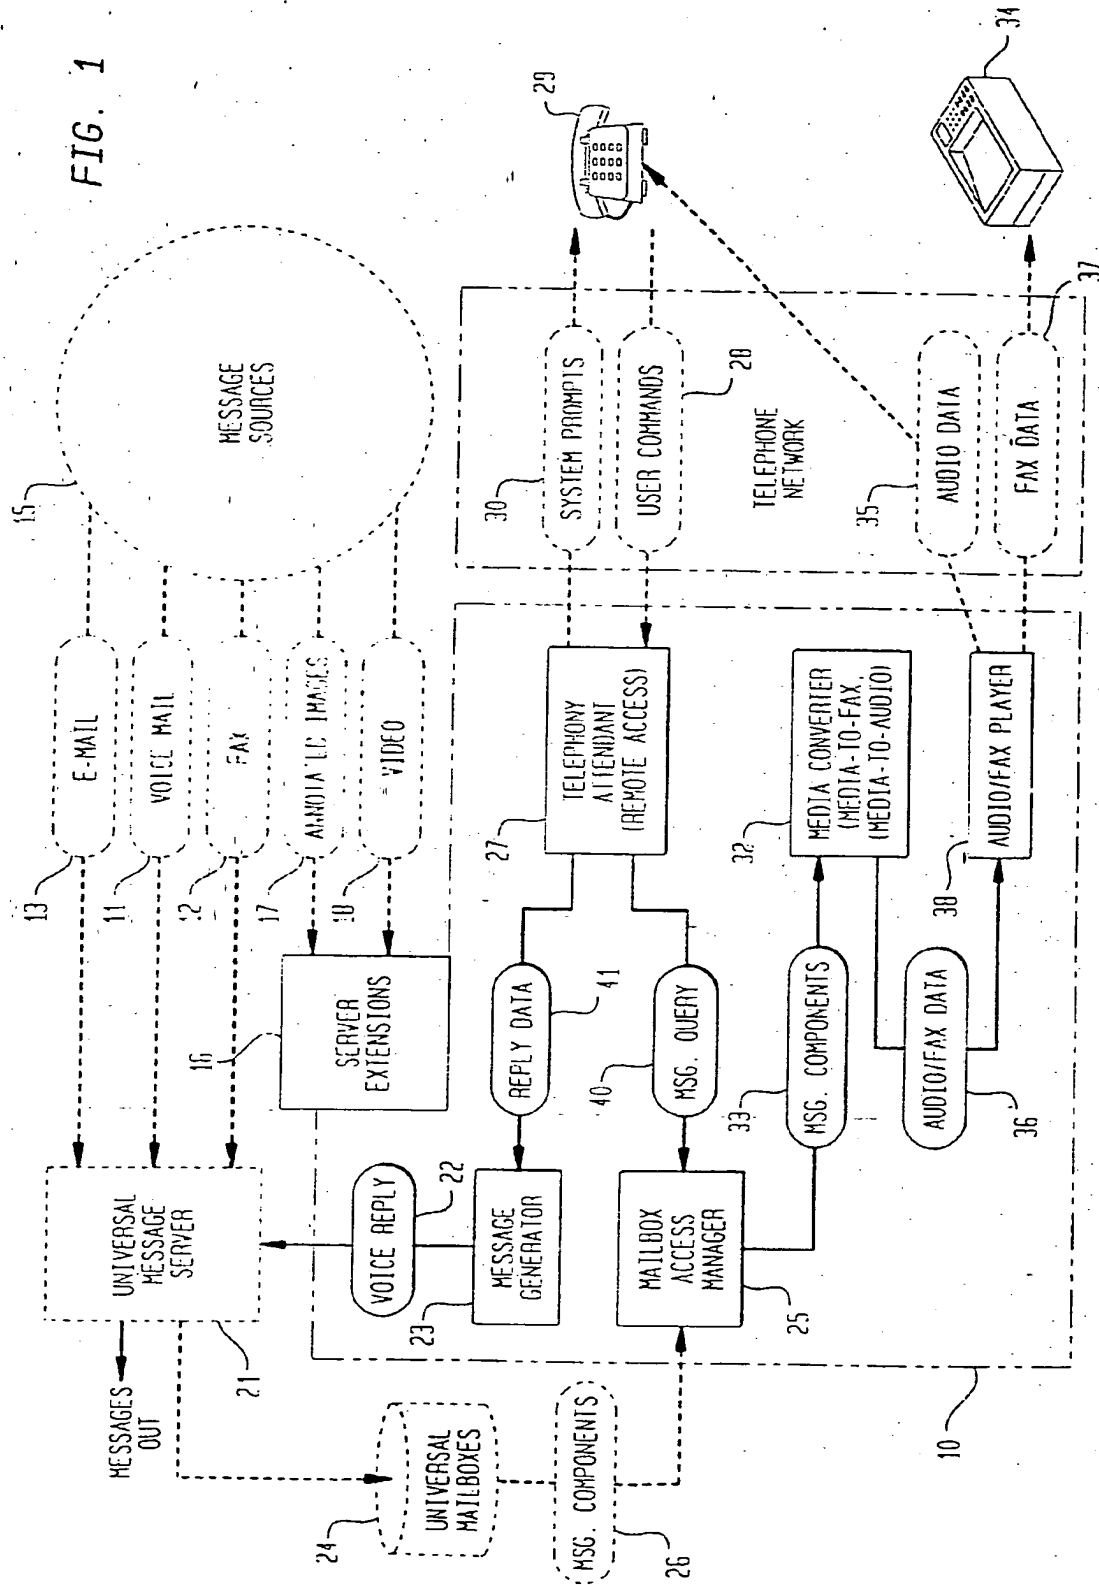 FIG. 1
15
MESSAGE
SOURCES
13
E-MAIL
11
VOICE MAIL
12
FAX
17
ANNOTATED IMAGES
18
VIDEO
UNIVERSAL
MESSAGE
SERVER
21
MESSAGES
OUT
16
SERVER
EXTENSIONS
24
UNIVERSAL
MAILBOXES
MSG. COMPONENTS
26
VOICE REPLY
22
MESSAGE
GENERATOR
23
REPLY DATA
41
MSG. QUERY
40
MAILBOX
ACCESS
MANAGER
25
TELEPHONY
ATTENDANT
(REMOTE ACCESS)
27
SYSTEM PROMPTS
30
USER COMMANDS
28
29
TELEPHONE
NETWORK
33
MSG. COMPONENTS
32
MEDIA CONVERTER
(MEDIA-TO-FAX,
(MEDIA-TO-AUDIO)
AUDIO/FAX DATA
36
38
AUDIO/FAX PLAYER
35
AUDIO DATA
FAX DATA
37
34
10